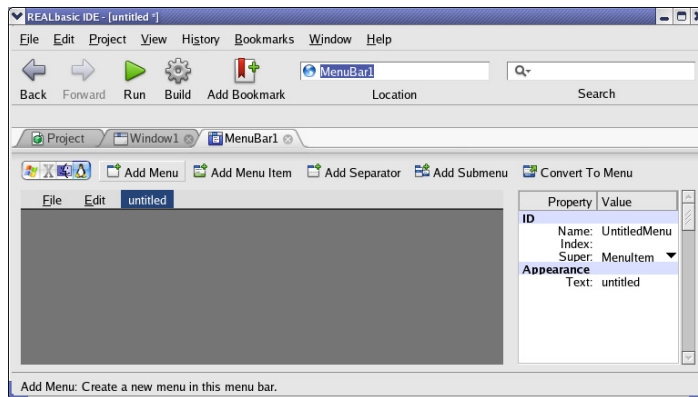 REALbasic IDE - [untitled *]
File Edit Project View History Bookmarks Window Help
MenuBar1
Back Forward Run Build Add Bookmark Location Search
Project Window1 MenuBar1
Add Menu Add Menu Item Add Separator Add Submenu Convert To Menu
File Edit untitled
Property Value
ID
Name: UntitledMenu
Index:
Super: MenuItem
Appearance
Text: untitled
Add Menu: Create a new menu in this menu bar.